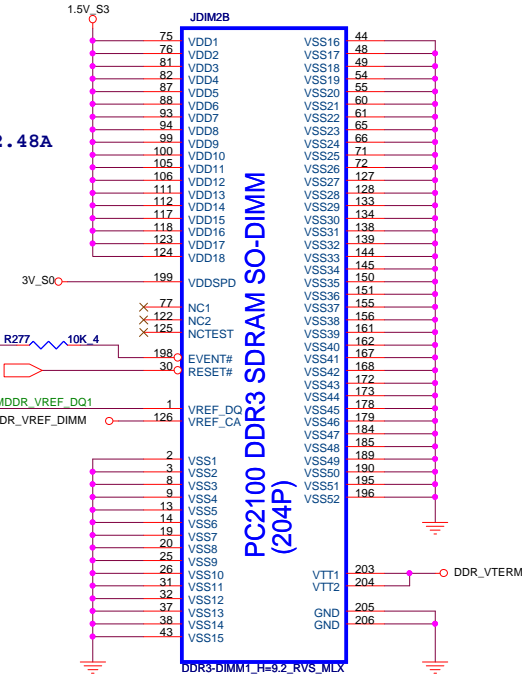 1.5V_S3
JDIM2B
2.48A
75 VDD1 VSS16 44
76 VDD2 VSS17 48
81 VDD3 VSS18 49
82 VDD4 VSS19 54
87 VDD5 VSS20 55
88 VDD6 VSS21 60
93 VDD7 VSS22 61
94 VDD8 VSS23 65
99 VDD9 VSS24 66
100 VDD10 VSS25 71
105 VDD11 VSS26 72
106 VDD12 VSS27 127
111 VDD13 VSS28 128
112 VDD14 VSS29 133
117 VDD15 VSS30 134
118 VDD16 VSS31 138
123 VDD17 VSS32 139
124 VDD18 VSS33 144
VSS34 145
3V_S0 199 VDDSPD VSS35 150
VSS36 151
77 NC1 VSS37 155
122 NC2 VSS38 156
125 NCTEST VSS39 161
R277 10K_4 VSS40 162
198 EVENT# VSS41 167
30 RESET# VSS42 168
VSS43 172
VSS44 173
MDDR_VREF_DQ1 1 VREF_DQ VSS45 178
DR_VREF_DIMM 126 VREF_CA VSS46 179
VSS47 184
VSS48 185
2 VSS1 VSS49 189
3 VSS2 VSS50 190
8 VSS3 VSS51 195
9 VSS4 VSS52 196
13 VSS5
14 VSS6
19 VSS7
20 VSS8
25 VSS9
26 VSS10 VTT1 203 DDR_VTERM
31 VSS11 VTT2 204
32 VSS12
37 VSS13 GND 205
38 VSS14 GND 206
43 VSS15
PC2100 DDR3 SDRAM SO-DIMM
(204P)
DDR3-DIMM1_H=9.2_RVS_MLX